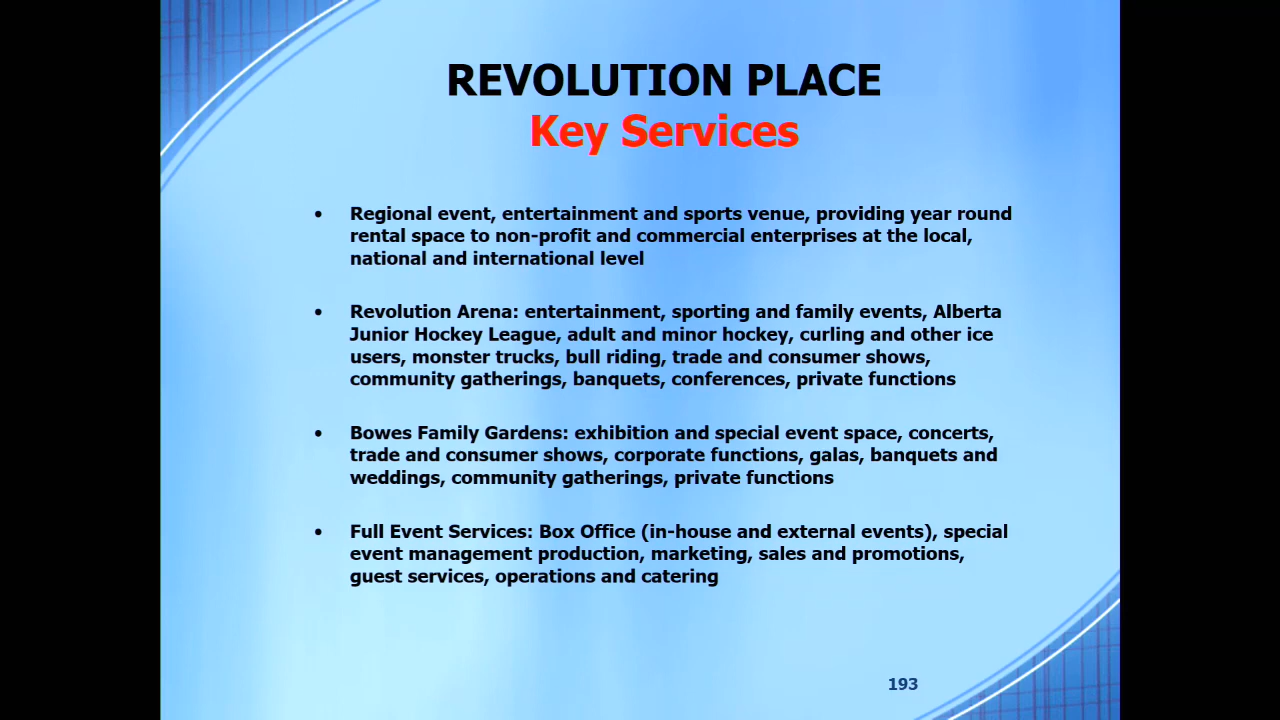 REVOLUTION PLACE
Key Services
• Regional event, entertainment and sports venue, providing year round
rental space to non-profit and commercial enterprises at the local,
national and international level
• Revolution Arena: entertainment, sporting and family events, Alberta
Junior Hockey League, adult and minor hockey, curling and other ice
users, monster trucks, bull riding, trade and consumer shows,
community gatherings, banquets, conferences, private functions
• Bowes Family Gardens: exhibition and special event space, concerts,
trade and consumer shows, corporate functions, galas, banquets and
weddings, community gatherings, private functions
• Full Event Services: Box Office (in-house and external events), special
event management production, marketing, sales and promotions,
guest services, operations and catering
193